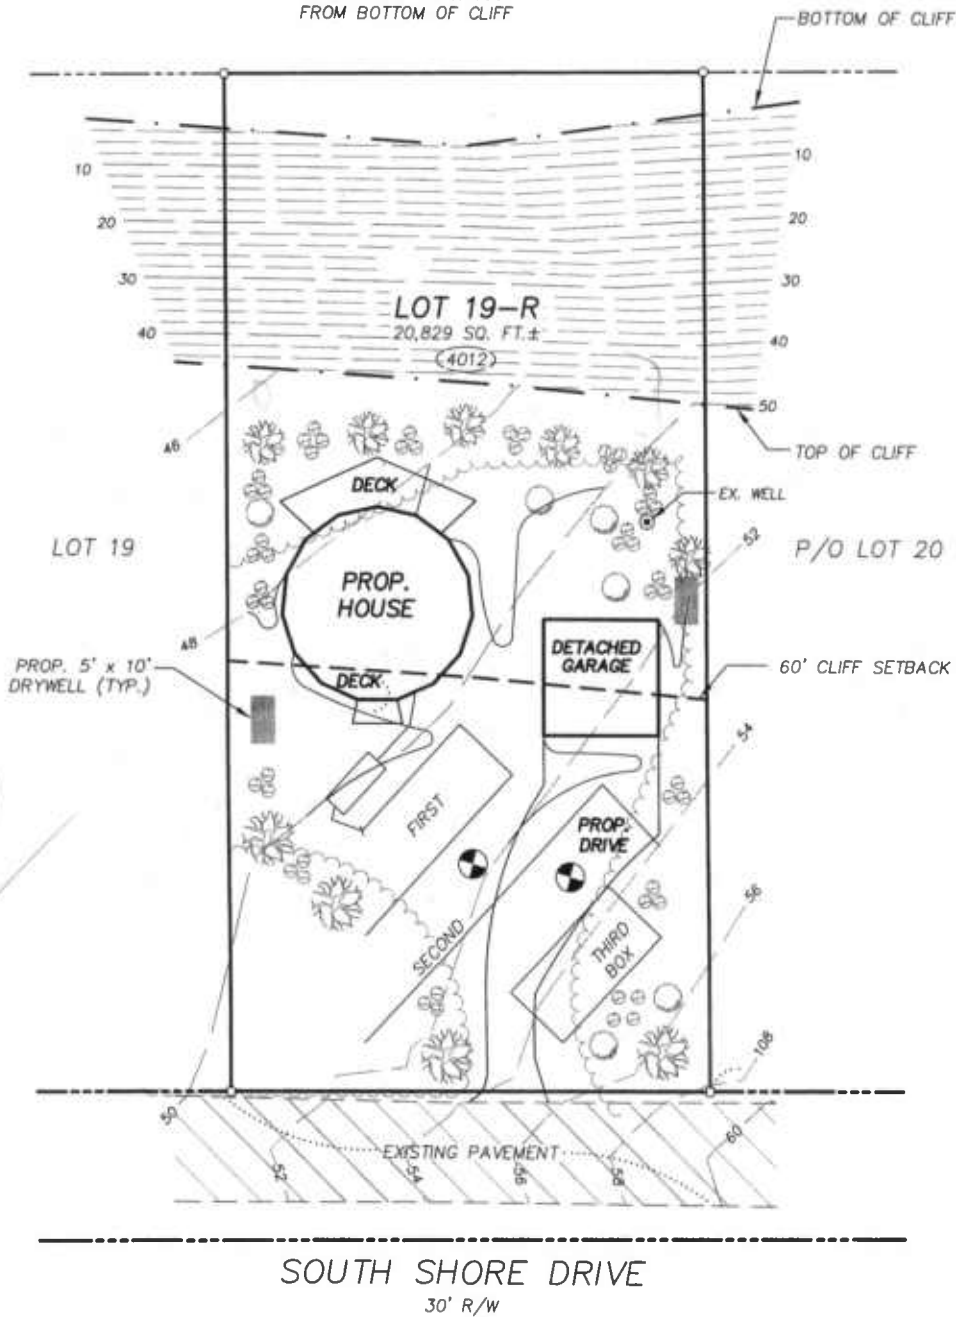 FROM BOTTOM OF CLIFF
BOTTOM OF CLIFF
10
10
20
20
30
30
LOT 19-R
20,829 SQ. FT.±
40
40
(4012)
50
46
TOP OF CLIFF
DECK
EX. WELL
LOT 19
52
P/O LOT 20
PROP.
HOUSE
48
DETACHED
GARAGE
PROP. 5' x 10'
DRYWELL (TYP.)
DECK
60' CLIFF SETBACK
54
FIRST
PROP.
DRIVE
56
SECOND
THIRD
BOX
108
50
60
EXISTING PAVEMENT
52
54
56
58
SOUTH SHORE DRIVE
30' R/W